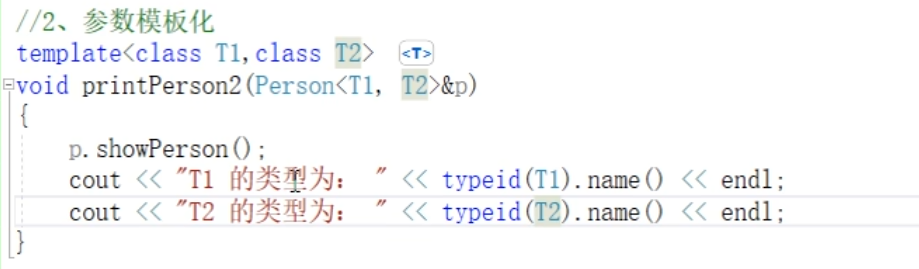 //2、参数模板化
template<class T1,class T2> <T>
void printPerson2(Person<T1, T2>&p)
{
p.showPerson();
cout << "T1 的类型为： " << typeid(T1).name() << endl;
cout << "T2 的类型为： " << typeid(T2).name() << endl;
}